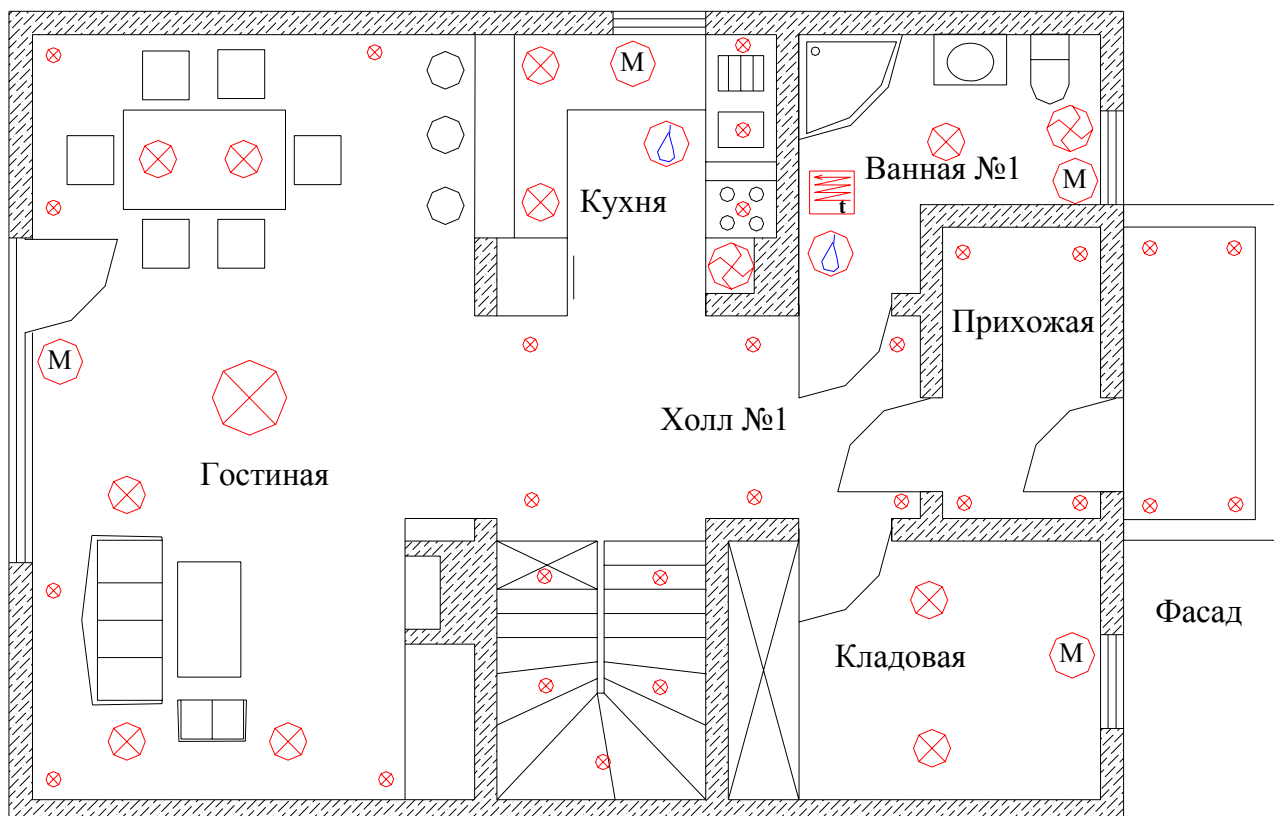 М
Ванная №1
М
Кухня
t
Прихожая
М
Холл №1
Гостиная
Фасад
Кладовая
М